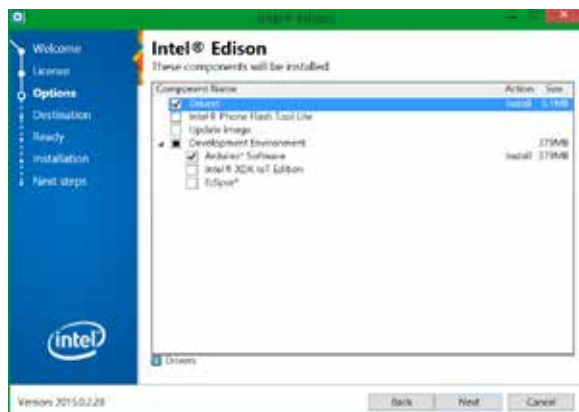 Intel® Edison
Welcome
License
Options
Destination
Ready
Installation
Next steps
Intel® Edison
These components will be installed
Component Name Action Size
Drivers Install 5.1MB
Intel® Phone Flash Tool Lite
Update Image
Development Environment 379MB
Arduino* Software Install 379MB
Intel® XDK IoT Edition
Eclipse*
intel
Drivers
Version 2015.0.2.28
Back Next Cancel